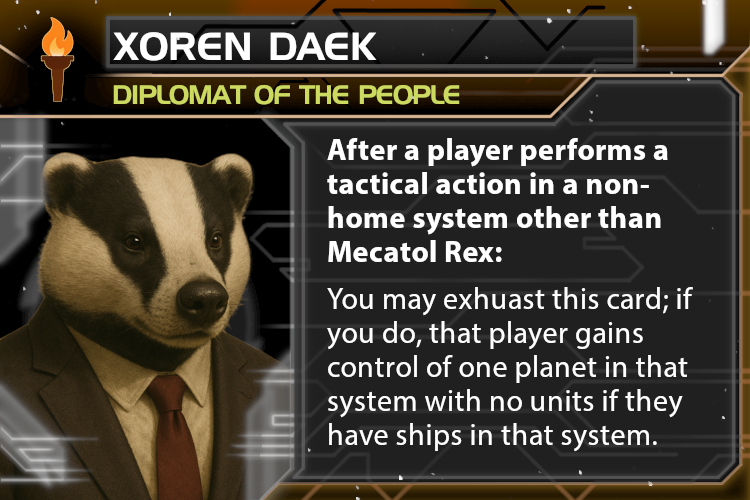 XOREN DAEK
DIPLOMAT OF THE PEOPLE
After a player performs a
tactical action in a non-
home system other than
Mecatol Rex:
You may exhuast this card; if
you do, that player gains
control of one planet in that
system with no units if they
have ships in that system.